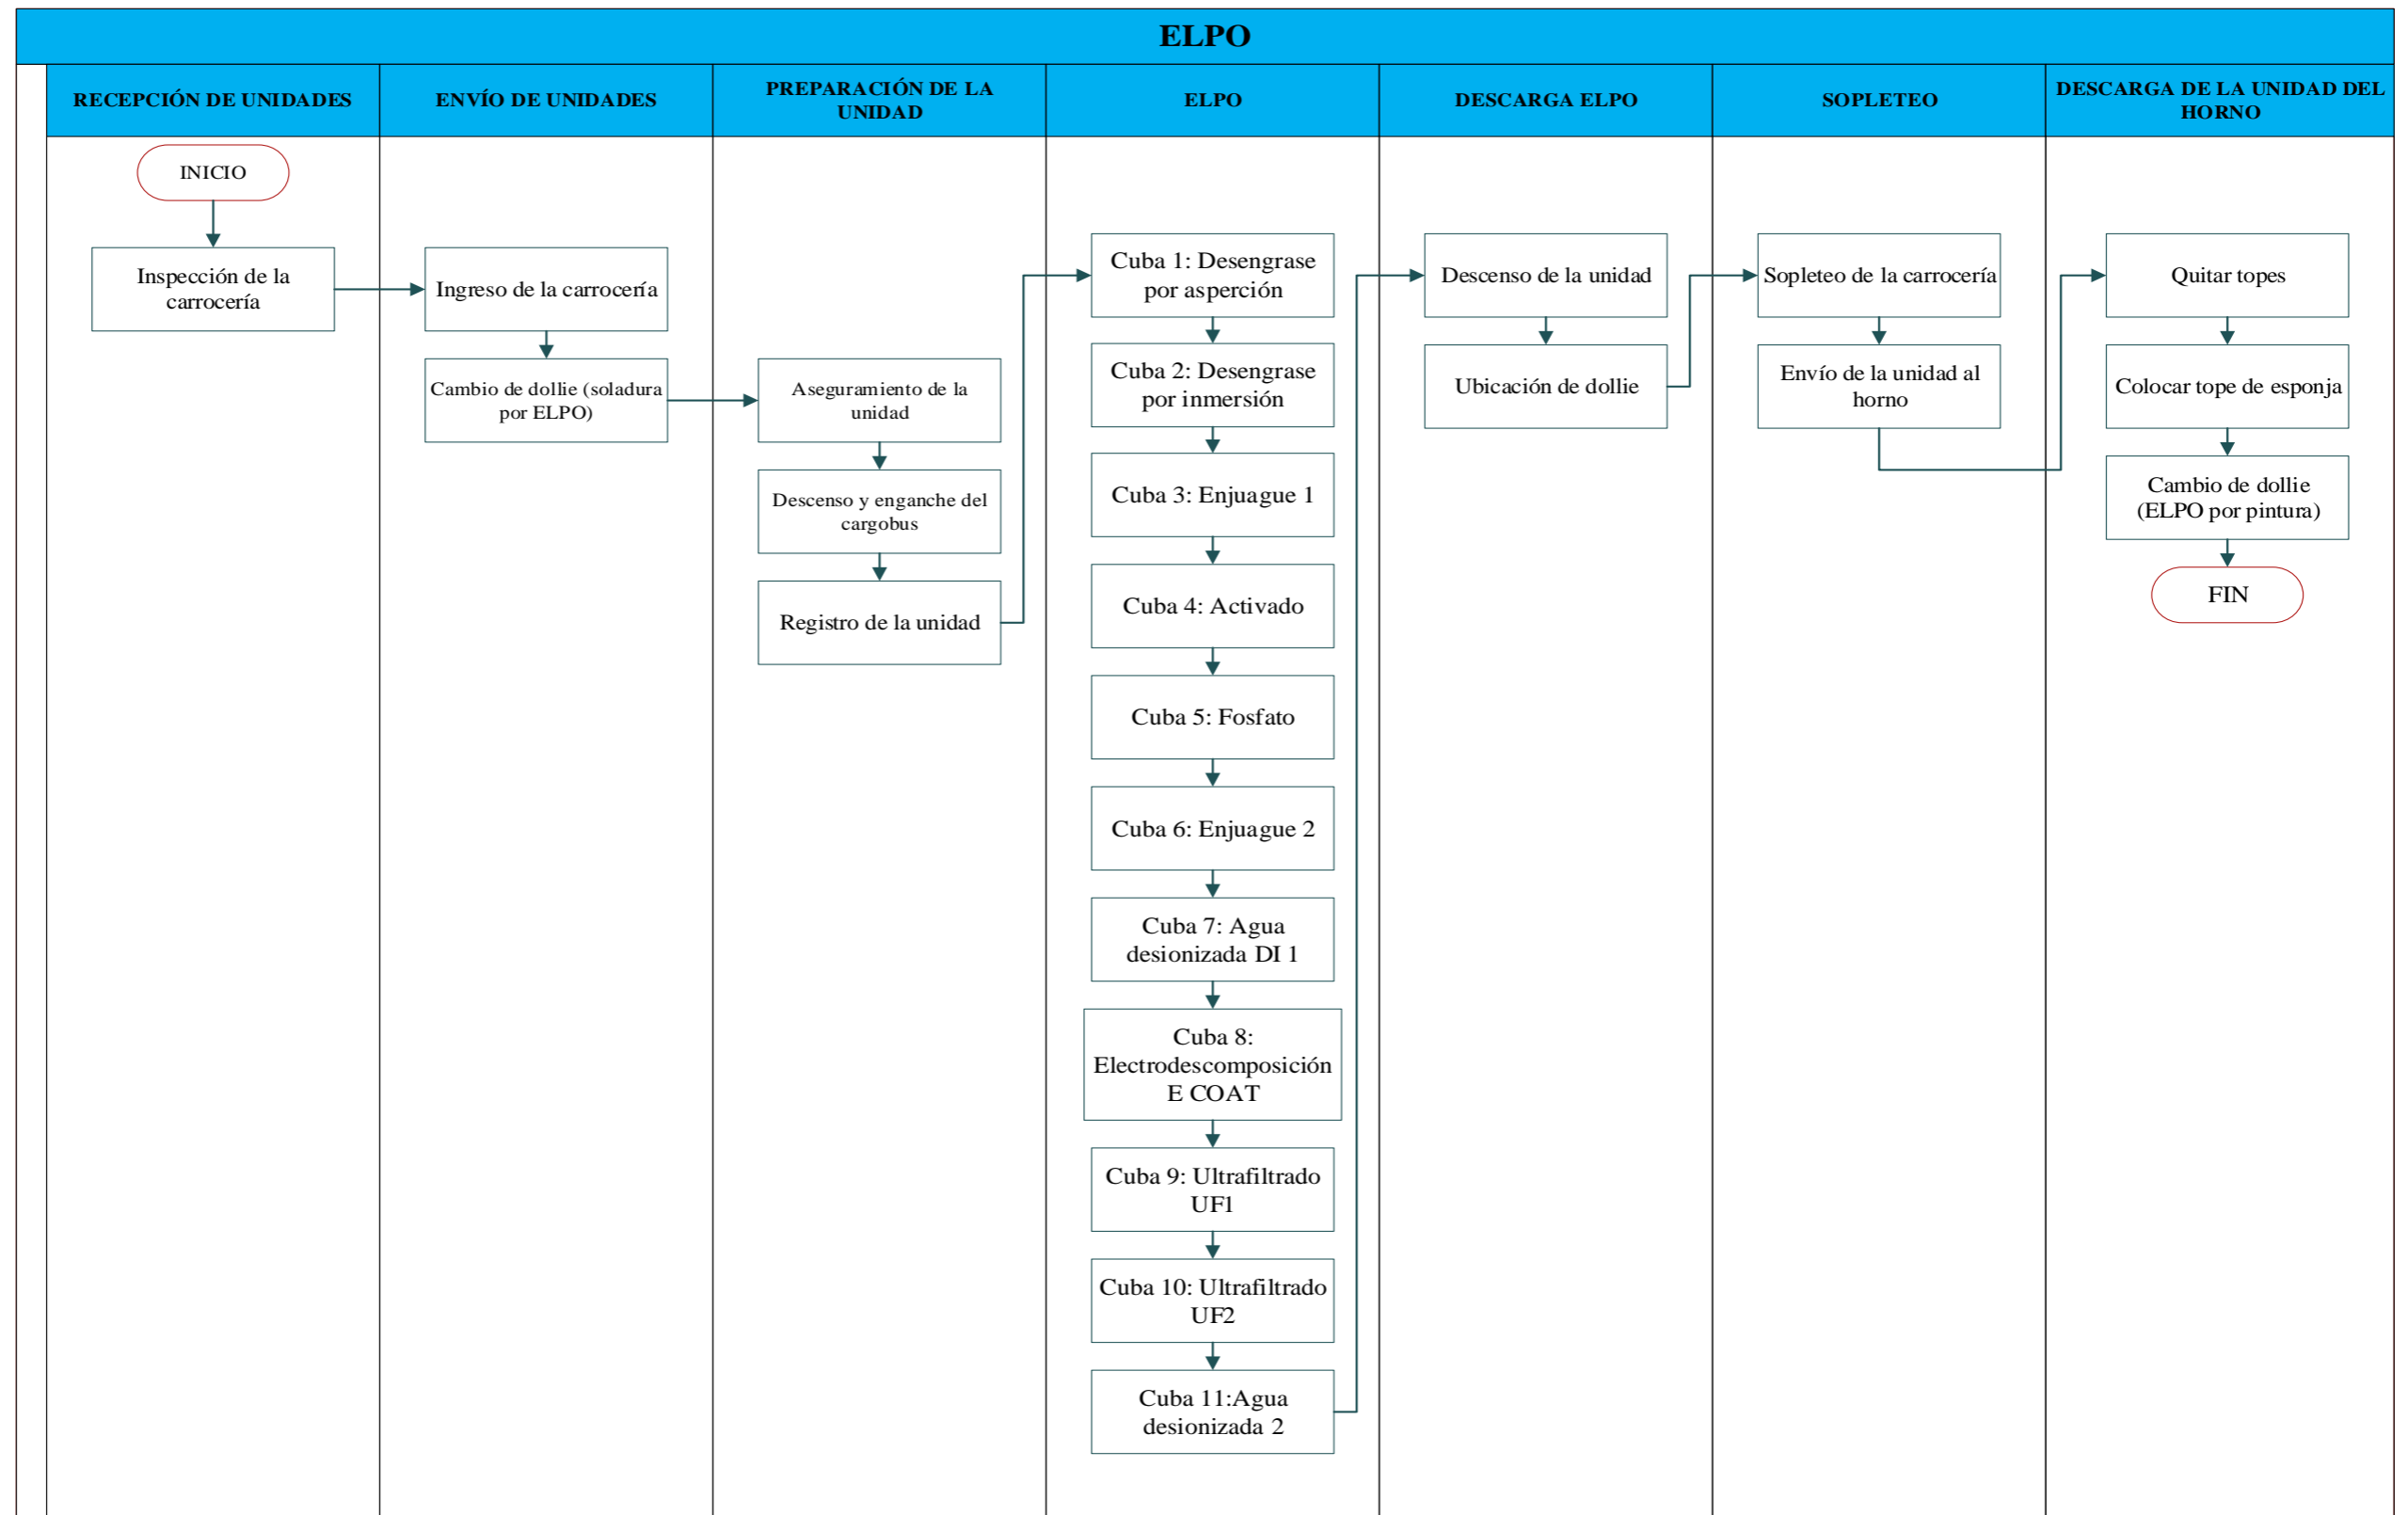 ELPO
RECEPCIÓN DE UNIDADES
ENVÍO DE UNIDADES
PREPARACIÓN DE LA
UNIDAD
ELPO
DESCARGA ELPO
SOPLETEO
DESCARGA DE LA UNIDAD DEL
HORNO
INICIO
Inspección de la
carrocería
Ingreso de la carrocería
Cambio de dollie (soladura
por ELPO)
Aseguramiento de la
unidad
Descenso y enganche del
cargobus
Registro de la unidad
Cuba 1: Desengrase
por asperción
Cuba 2: Desengrase
por inmersión
Cuba 3: Enjuague 1
Cuba 4: Activado
Cuba 5: Fosfato
Cuba 6: Enjuague 2
Cuba 7: Agua
desionizada DI 1
Cuba 8:
Electrodescomposición
E COAT
Cuba 9: Ultrafiltrado
UF1
Cuba 10: Ultrafiltrado
UF2
Cuba 11:Agua
desionizada 2
Descenso de la unidad
Ubicación de dollie
Sopleteo de la carrocería
Envío de la unidad al
horno
Quitar topes
Colocar tope de esponja
Cambio de dollie
(ELPO por pintura)
FIN